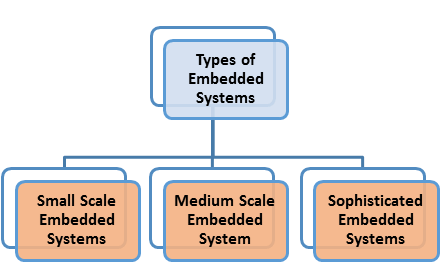 Types of
Embedded
Systems
Small Scale
Embedded
Systems
Medium Scale
Embedded
System
Sophisticated
Embedded
Systems